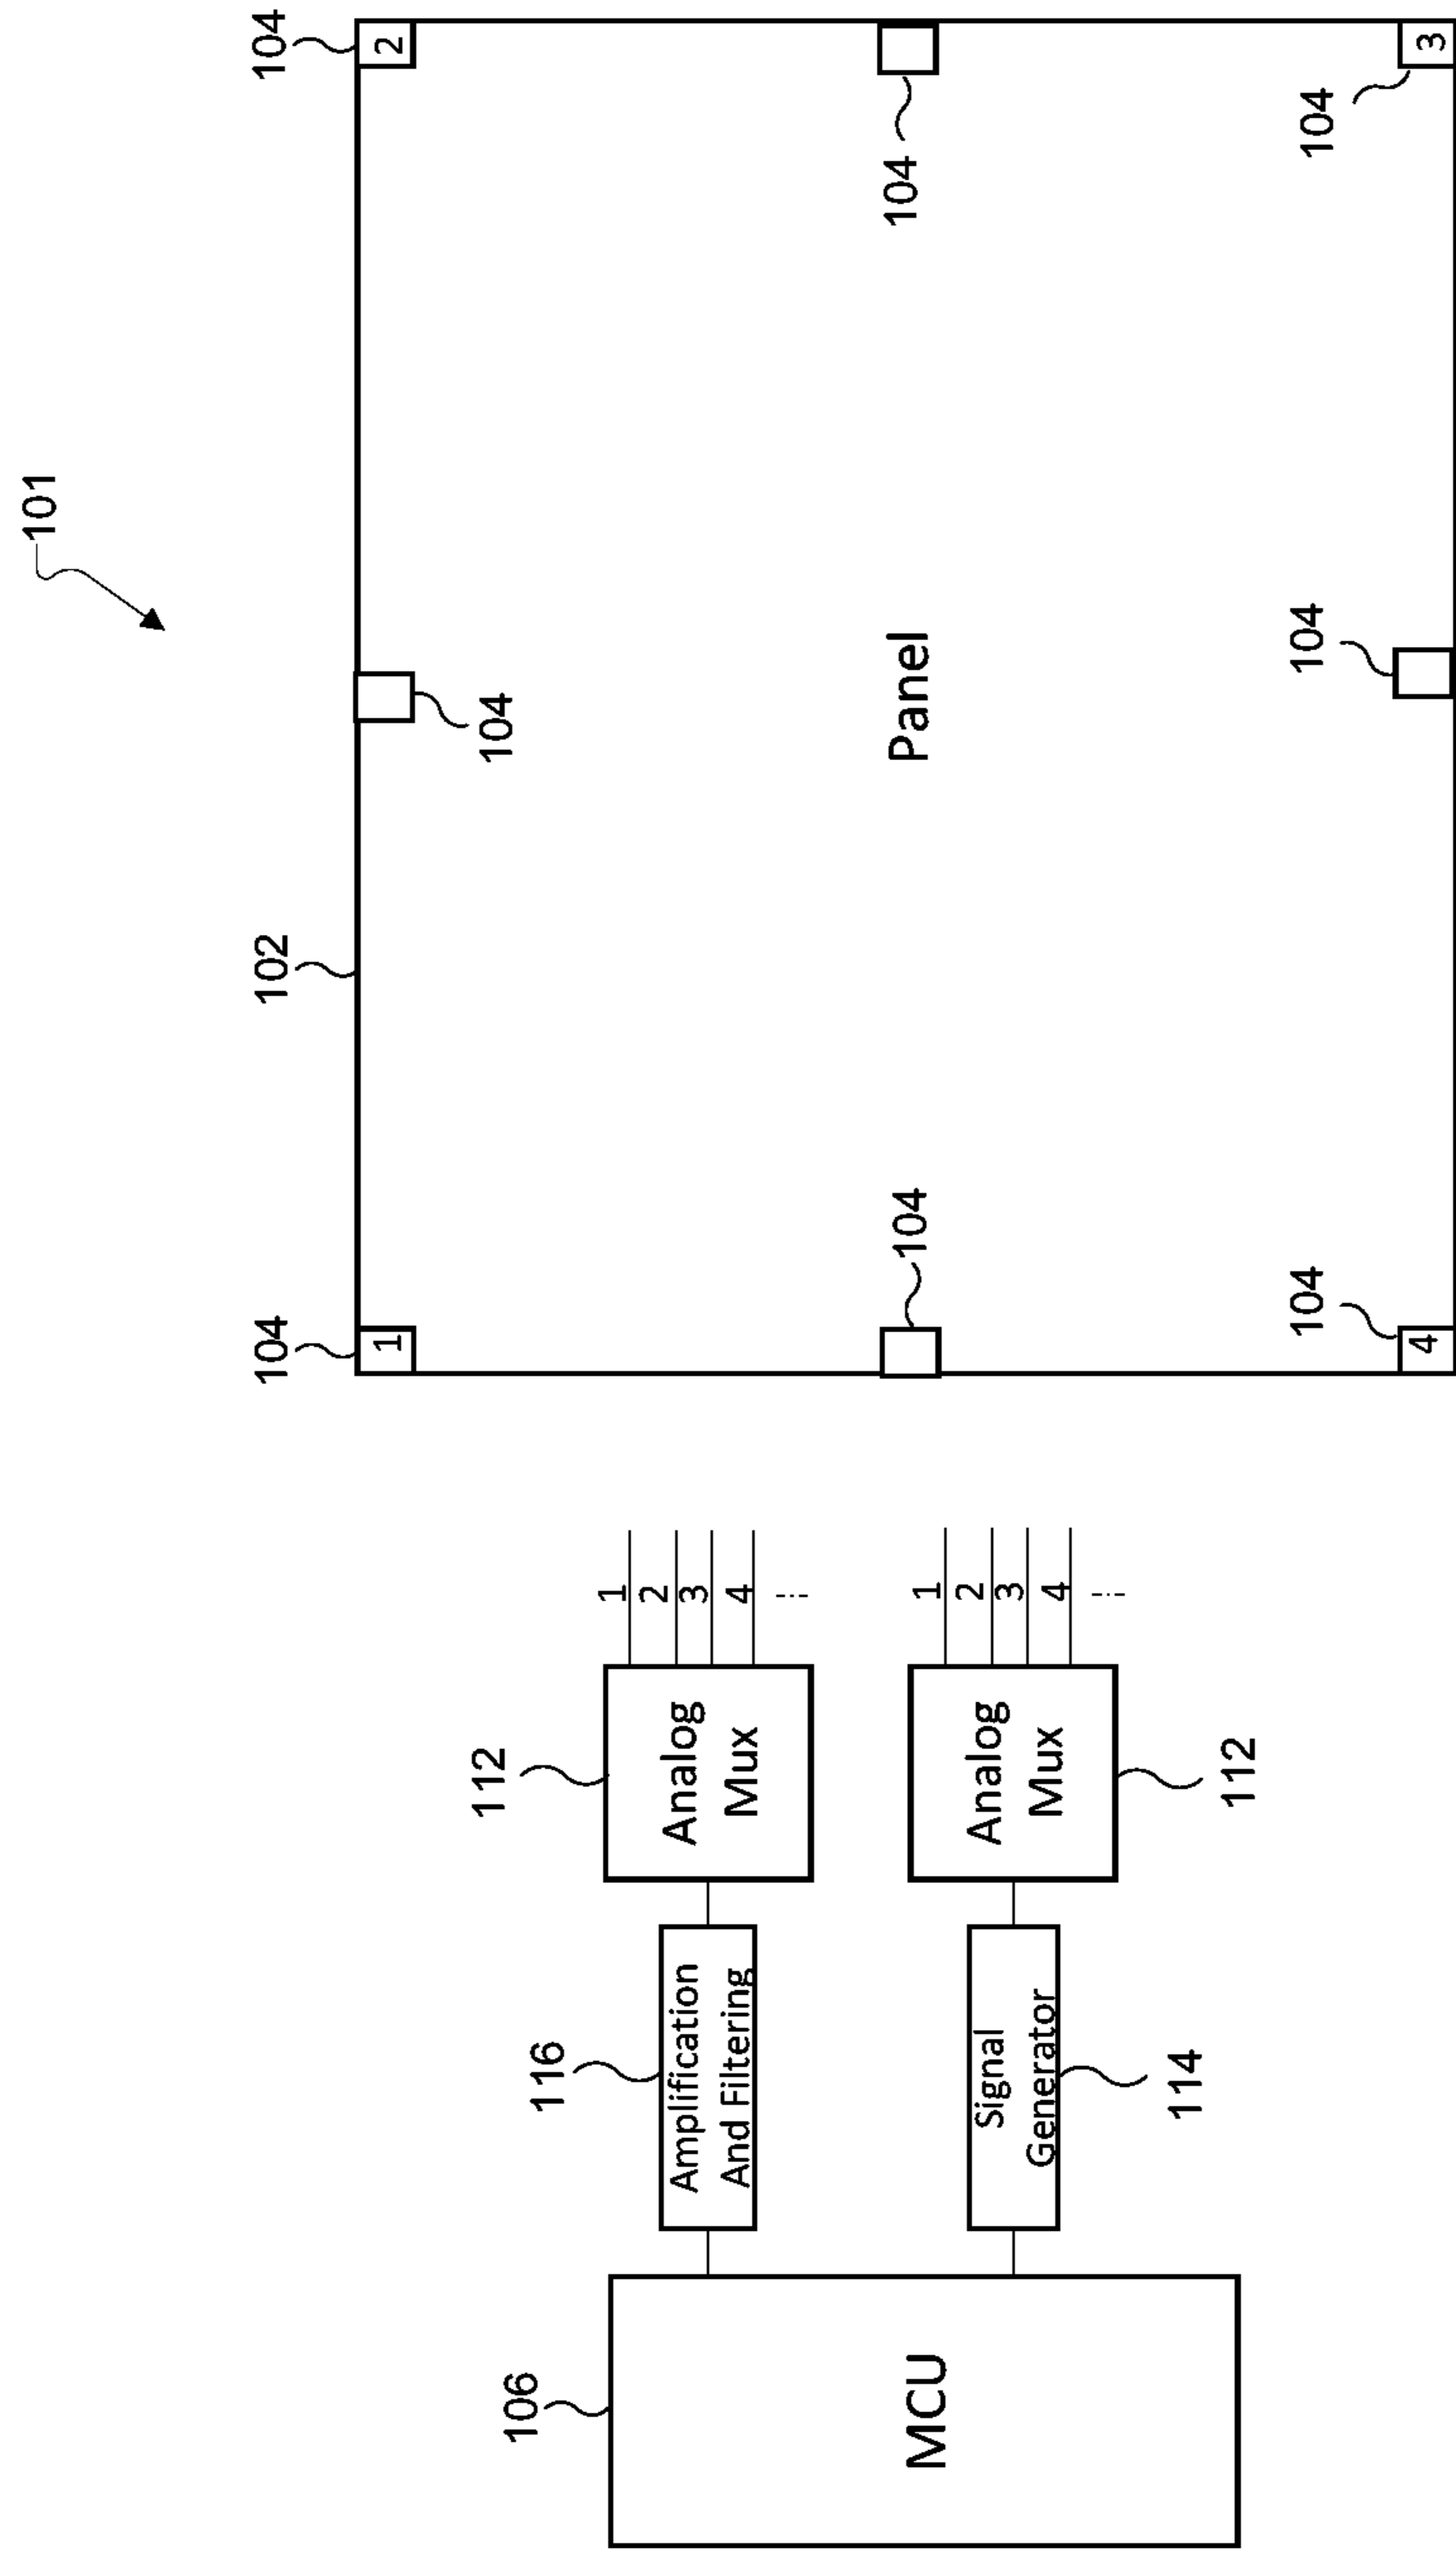 101
106
MCU
116
Amplification
And Filtering
112
Analog
Mux
1
2
3
4
...
Signal
Generator
114
Analog
Mux
112
1
2
3
4
...
104
102
104
1
2
104
104
Panel
104
104
104
104
4
3